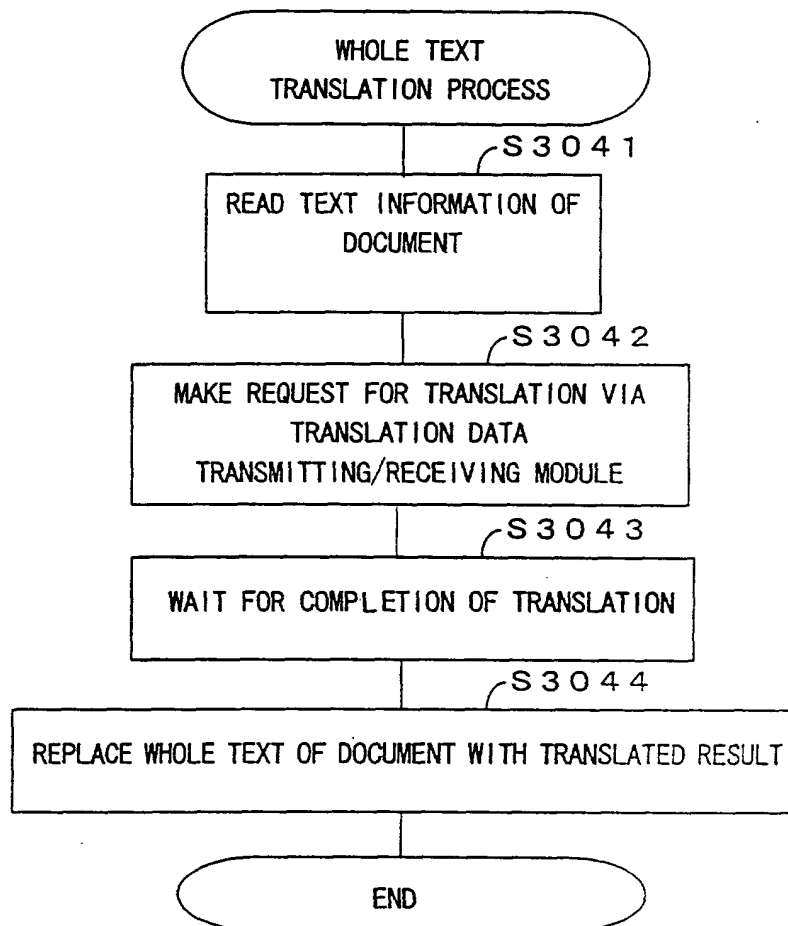 WHOLE TEXT
TRANSLATION PROCESS
S3041
READ TEXT INFORMATION OF
DOCUMENT
S3042
MAKE REQUEST FOR TRANSLATION VIA
TRANSLATION DATA
TRANSMITTING/RECEIVING MODULE
S3043
WAIT FOR COMPLETION OF TRANSLATION
S3044
REPLACE WHOLE TEXT OF DOCUMENT WITH TRANSLATED RESULT
END